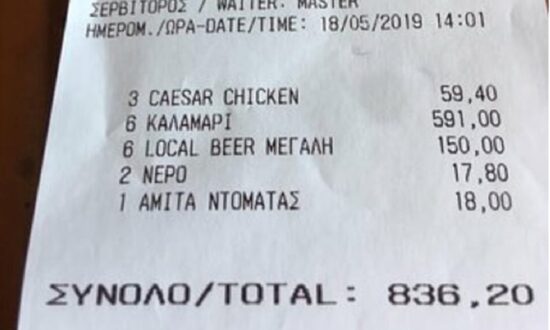 ΣΕΡΒΙΤΟΡΟΣ / WAITER: MASTER
ΗΜΕΡΟΜ./ΩΡΑ-DATE/TIME: 18/05/2019 14:01
3 CAESAR CHICKEN 59,40
6 ΚΑΛΑΜΑΡΙ 591,00
6 LOCAL BEER ΜΕΓΑΛΗ 150,00
2 ΝΕΡΟ 17,80
1 ΑΜΙΤΑ ΝΤΟΜΑΤΑΣ 18,00
ΣΥΝΟΛΟ/TOTAL: 836,20